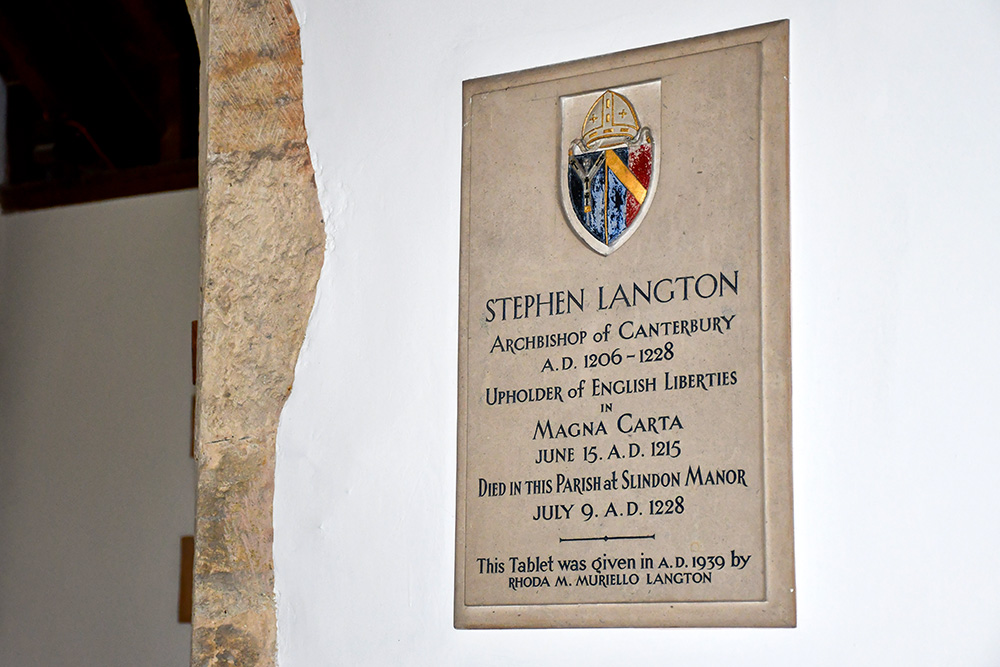 STEPHEN LANGTON
ARCHBISHOP of CANTERBURY
A.D. 1206 – 1228
UPHOLDER of ENGLISH LIBERTIES
IN
MAGNA CARTA
JUNE 15. A.D. 1215
DIED IN THIS PARISH at SLINDON MANOR
JULY 9. A.D. 1228
This Tablet was given in A.D. 1939 by
RHODA M. MURIELLO LANGTON